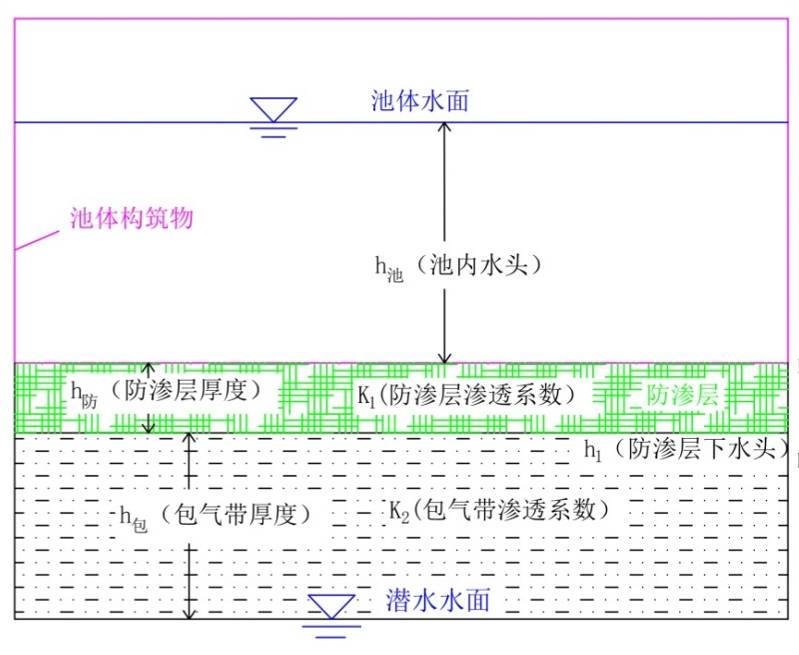 池体水面
池体构筑物
h池（池内水头）
h防（防渗层厚度） K1(防渗层渗透系数） 防渗层
h1（防渗层下水头）
h包（包气带厚度） K2(包气带渗透系数）
潜水水面